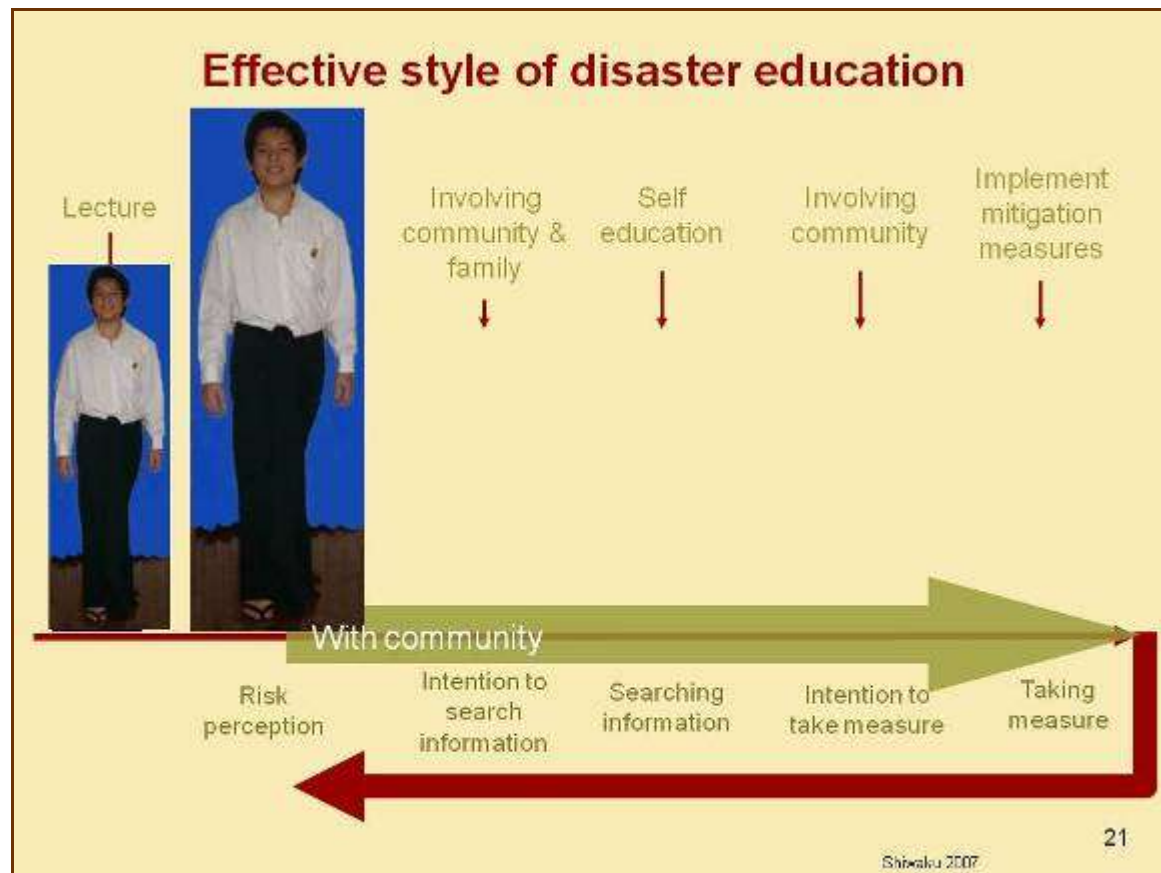 Effective style of disaster education
Lecture
Involving
community &
family
Self
education
Involving
community
Implement
mitigation
measures
With community
Risk
perception
Intention to
search
information
Searching
information
Intention to
take measure
Taking
measure
21
Shiwaku 2007